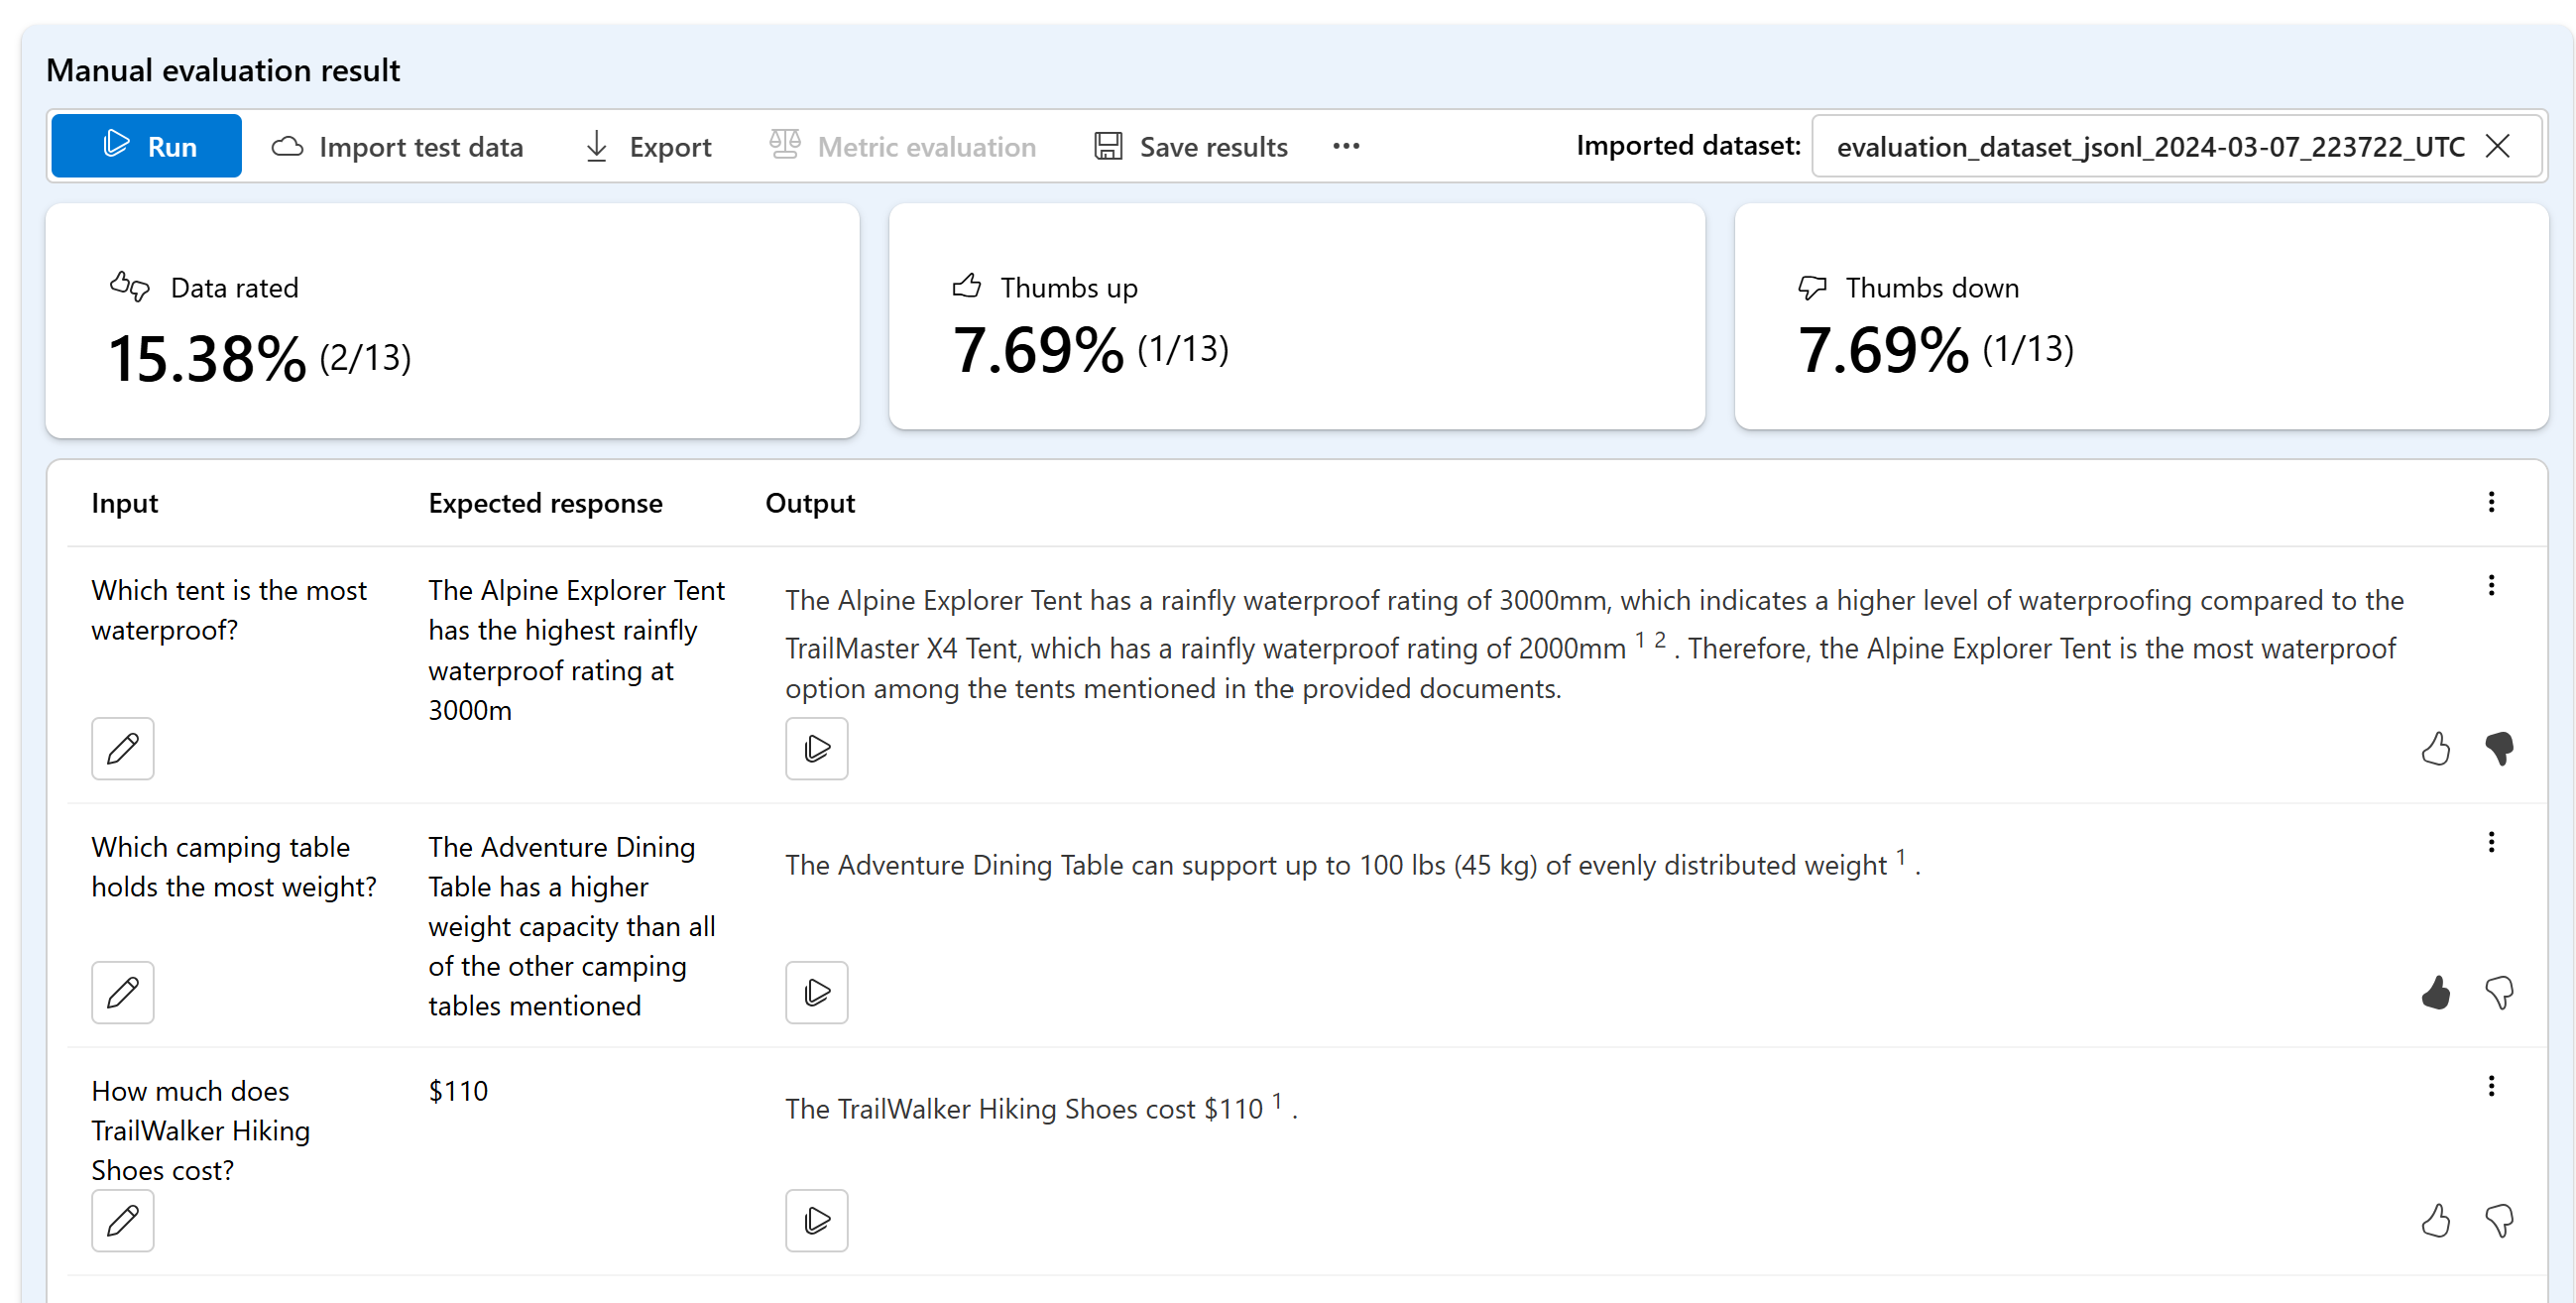 Manual evaluation result
Run Import test data Export Metric evaluation Save results ··· Imported dataset: evaluation_dataset_jsonl_2024-03-07_223722_UTC
Data rated
15.38% (2/13)
Thumbs up
7.69% (1/13)
Thumbs down
7.69% (1/13)
Input Expected response Output
Which tent is the most
waterproof?
The Alpine Explorer Tent
has the highest rainfly
waterproof rating at
3000m
The Alpine Explorer Tent has a rainfly waterproof rating of 3000mm, which indicates a higher level of waterproofing compared to the
TrailMaster X4 Tent, which has a rainfly waterproof rating of 2000mm 1 2 . Therefore, the Alpine Explorer Tent is the most waterproof
option among the tents mentioned in the provided documents.
Which camping table
holds the most weight?
The Adventure Dining
Table has a higher
weight capacity than all
of the other camping
tables mentioned
The Adventure Dining Table can support up to 100 lbs (45 kg) of evenly distributed weight 1 .
How much does
TrailWalker Hiking
Shoes cost?
$110
The TrailWalker Hiking Shoes cost $110 1 .